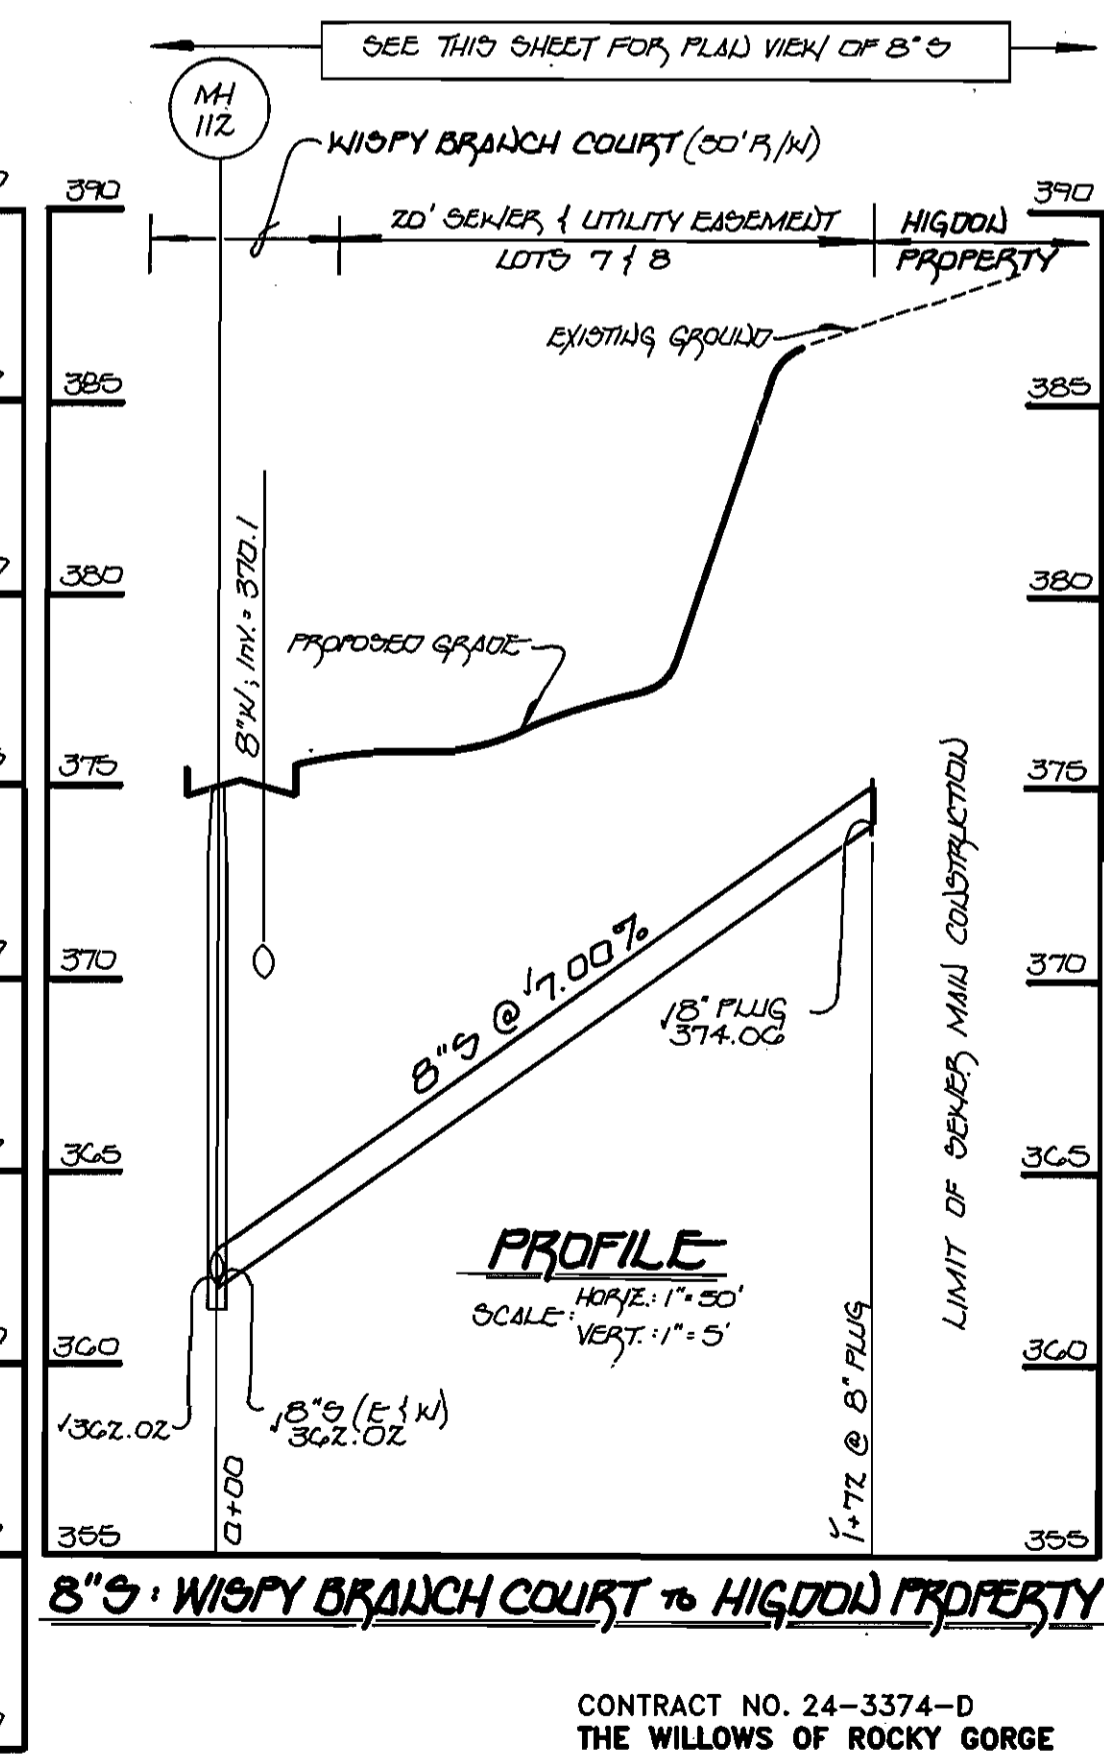 SEE THIS SHEET FOR PLAN VIEW OF 8"S
MH
112
WISPY BRANCH COURT (50' R/W)
390
390
20' SEWER & UTILITY EASEMENT
LOTS 7 & 8
HIGDON
PROPERTY
EXISTING GROUND
385
385
380
380
8"W; Inv. = 370.1
PROPOSED GRADE
375
375
370
370
8"S @ 7.00%
8" PLUG
374.06
LIMIT OF SEWER MAIN CONSTRUCTION
365
365
PROFILE
SCALE: HORIZ.: 1"=50'
VERT.: 1"=5'
360
360
362.02
8"S (E & W)
362.02
0+00
1+72 @ 8" PLUG
355
355
8"S: WISPY BRANCH COURT TO HIGDON PROPERTY
CONTRACT NO. 24-3374-D
THE WILLOWS OF ROCKY GORGE